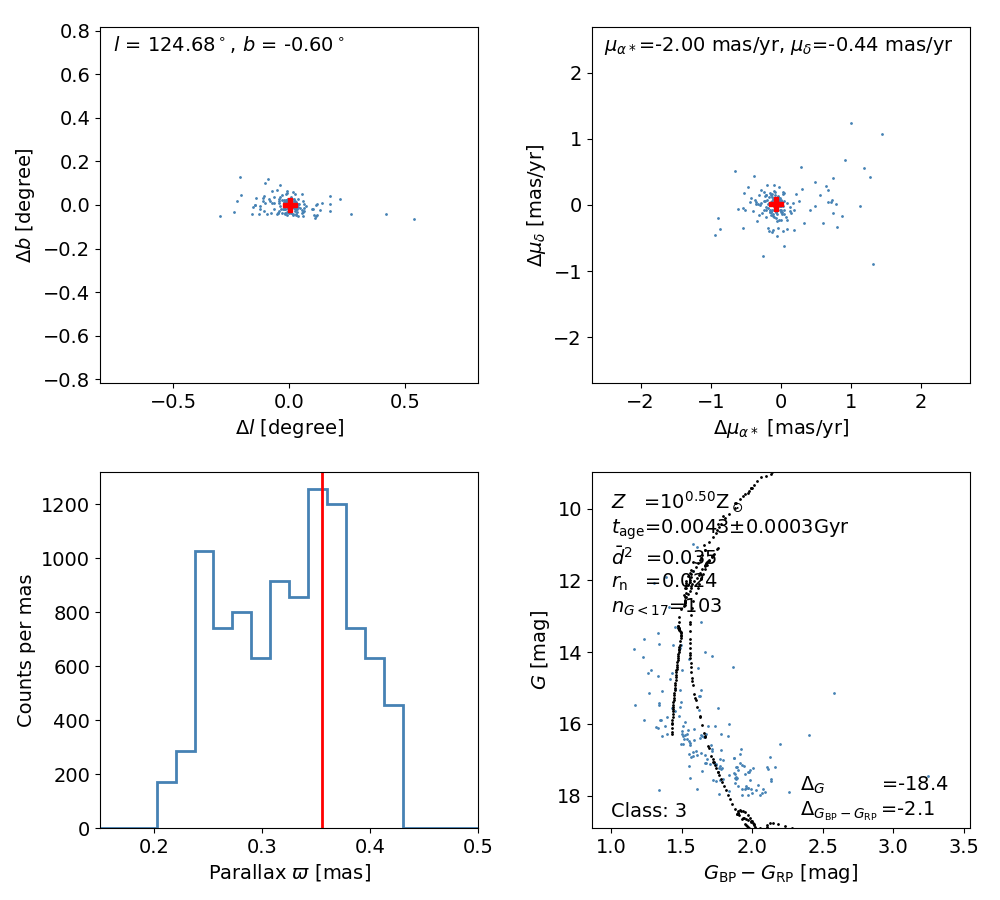 l = 124.68°, b = -0.60°
0.8
0.6
0.4
0.2
0.0
−0.2
−0.4
−0.6
−0.8
Δb [degree]
−0.5 0.0 0.5
Δl [degree]
μα*=-2.00 mas/yr, μδ=-0.44 mas/yr
2
1
0
−1
−2
Δμδ [mas/yr]
−2 −1 0 1 2
Δμα* [mas/yr]
1200
1000
800
600
400
200
0
Counts per mas
0.2 0.3 0.4 0.5
Parallax ϖ [mas]
Z =10^0.50 Z⊙
t_age=0.0043±0.0003Gyr
d̄² =0.035
r_n =0.024
n_G<17=103
10
12
14
16
18
G [mag]
Δ_G =-18.4
Δ_GBP−GRP =-2.1
Class: 3
1.0 1.5 2.0 2.5 3.0 3.5
G_BP − G_RP [mag]